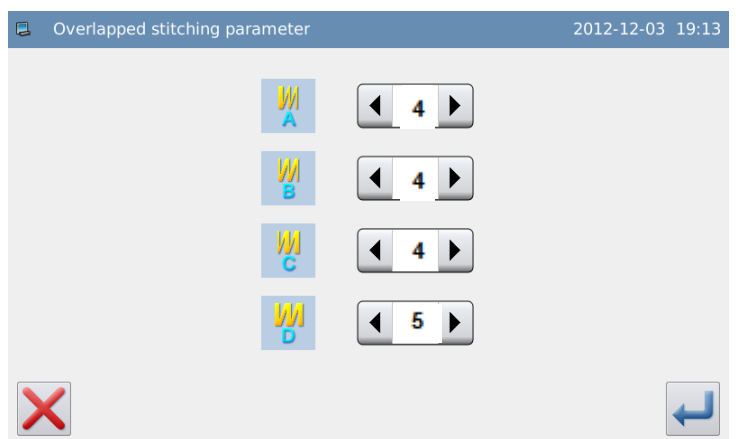 Overlapped stitching parameter 2012-12-03 19:13
A 4
B 4
C 4
D 5